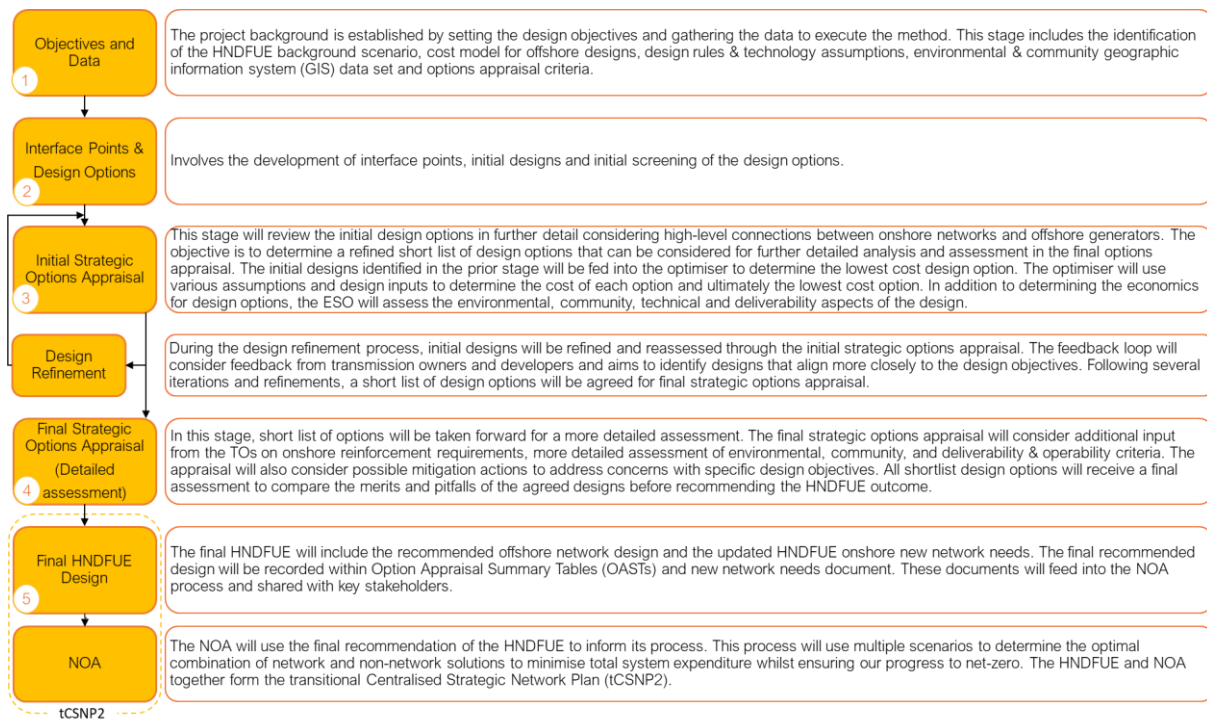 Objectives and
Data
1
The project background is established by setting the design objectives and gathering the data to execute the method. This stage includes the identification
of the HNDFUE background scenario, cost model for offshore designs, design rules & technology assumptions, environmental & community geographic
information system (GIS) data set and options appraisal criteria.
Interface Points &
Design Options
2
Involves the development of interface points, initial designs and initial screening of the design options.
Initial Strategic
Options Appraisal
3
This stage will review the initial design options in further detail considering high-level connections between onshore networks and offshore generators. The
objective is to determine a refined short list of design options that can be considered for further detailed analysis and assessment in the final options
appraisal. The initial designs identified in the prior stage will be fed into the optimiser to determine the lowest cost design option. The optimiser will use
various assumptions and design inputs to determine the cost of each option and ultimately the lowest cost option. In addition to determining the economics
for design options, the ESO will assess the environmental, community, technical and deliverability aspects of the design.
Design
Refinement
During the design refinement process, initial designs will be refined and reassessed through the initial strategic options appraisal. The feedback loop will
consider feedback from transmission owners and developers and aims to identify designs that align more closely to the design objectives. Following several
iterations and refinements, a short list of design options will be agreed for final strategic options appraisal.
Final Strategic
Options Appraisal
(Detailed
assessment)
4
In this stage, short list of options will be taken forward for a more detailed assessment. The final strategic options appraisal will consider additional input
from the TOs on onshore reinforcement requirements, more detailed assessment of environmental, community, and deliverability & operability criteria. The
appraisal will also consider possible mitigation actions to address concerns with specific design objectives. All shortlist design options will receive a final
assessment to compare the merits and pitfalls of the agreed designs before recommending the HNDFUE outcome.
Final HNDFUE
Design
5
The final HNDFUE will include the recommended offshore network design and the updated HNDFUE onshore new network needs. The final recommended
design will be recorded within Option Appraisal Summary Tables (OASTs) and new network needs document. These documents will feed into the NOA
process and shared with key stakeholders.
NOA
The NOA will use the final recommendation of the HNDFUE to inform its process. This process will use multiple scenarios to determine the optimal
combination of network and non-network solutions to minimise total system expenditure whilst ensuring our progress to net-zero. The HNDFUE and NOA
together form the transitional Centralised Strategic Network Plan (tCSNP2).
tCSNP2